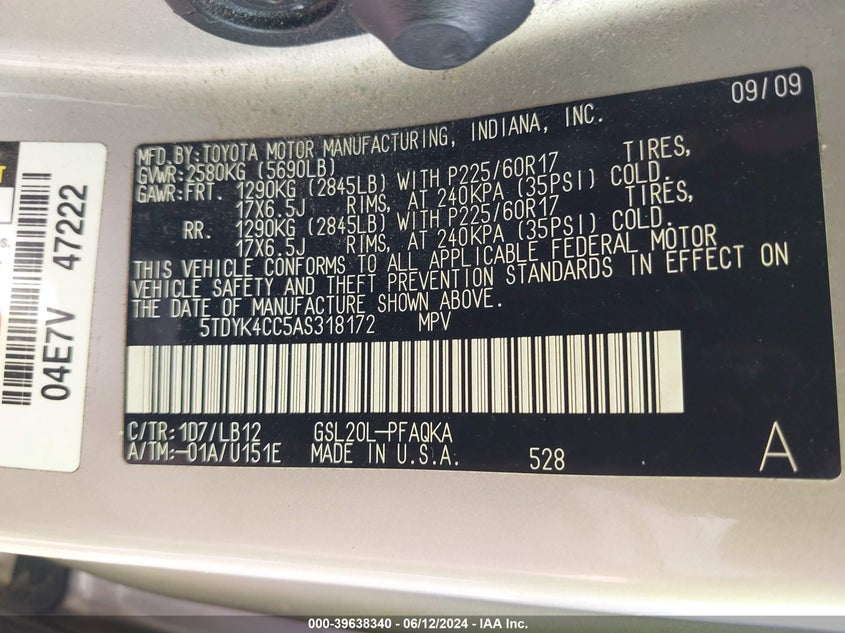 09/09
MFD.BY:TOYOTA MOTOR MANUFACTURING, INDIANA, INC.
GVWR:2580KG (5690LB)
GAWR:FRT. 1290KG (2845LB) WITH P225/60R17 TIRES,
17X6.5J RIMS, AT 240KPA (35PSI) COLD.
RR. 1290KG (2845LB) WITH P225/60R17 TIRES,
17X6.5J RIMS, AT 240KPA (35PSI) COLD.
THIS VEHICLE CONFORMS TO ALL APPLICABLE FEDERAL MOTOR
VEHICLE SAFETY AND THEFT PREVENTION STANDARDS IN EFFECT ON
THE DATE OF MANUFACTURE SHOWN ABOVE.
5TDYK4CC5AS318172 MPV
C/TR:1D7/LB12 GSL20L-PFAQKA
A/TM:-01A/U151E MADE IN U.S.A. 528 A
04E7V 47222
000-39638340 - 06/12/2024 - IAA Inc.